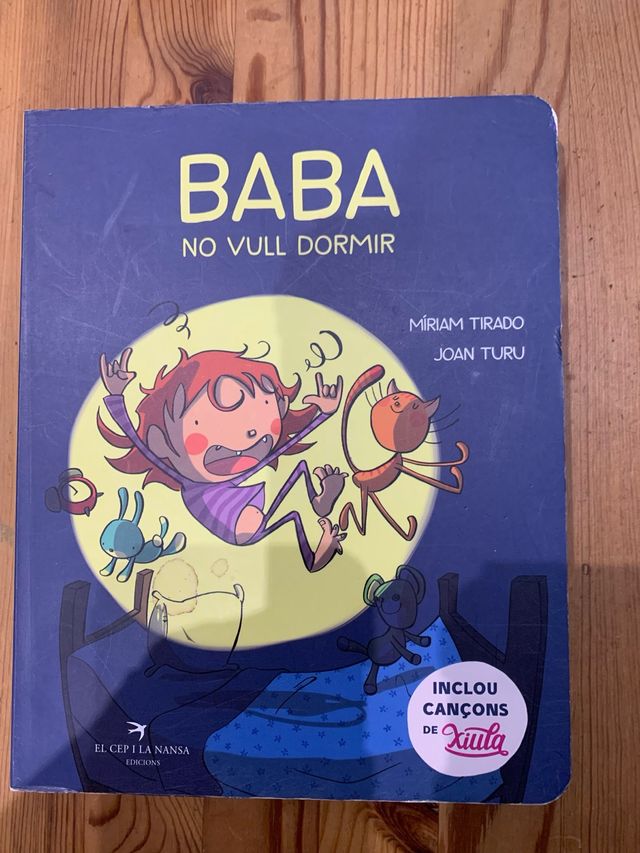 BABA
NO VULL DORMIR
MÍRIAM TIRADO
JOAN TURU
EL CEP I LA NANSA
EDICIONS
INCLOU
CANÇONS
DE Xiula